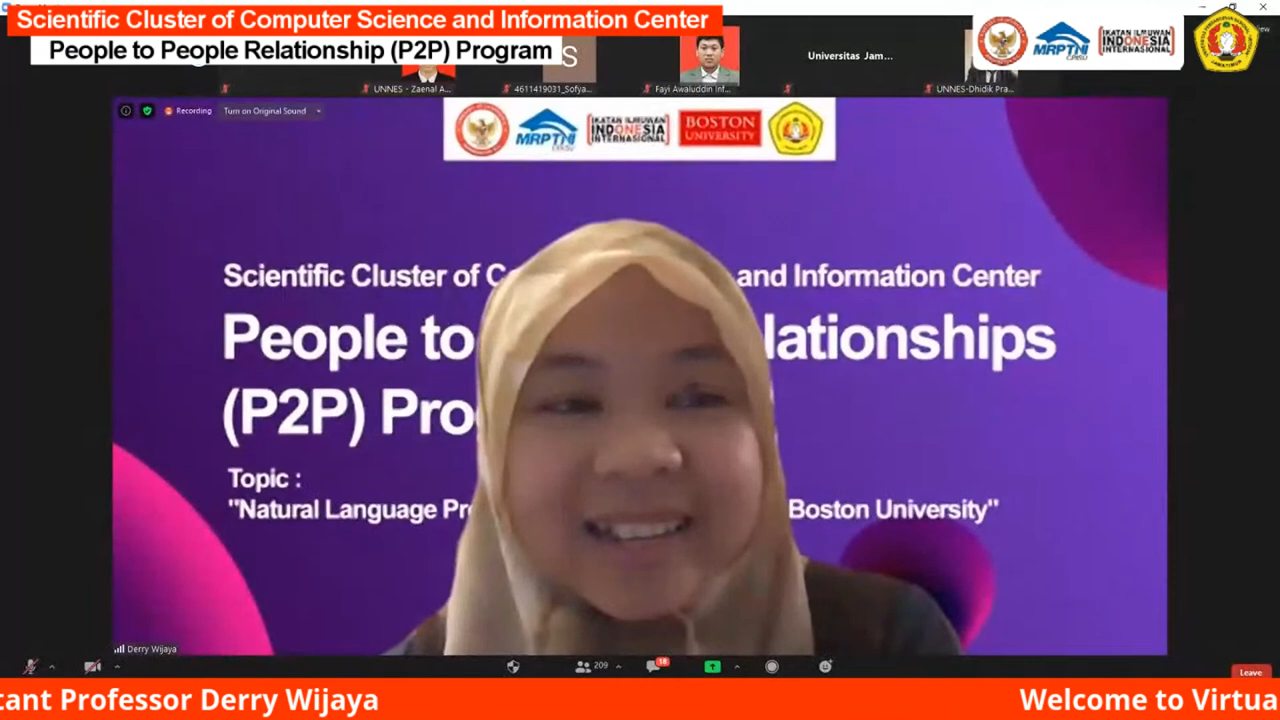 Scientific Cluster of Computer Science and Information Center
People to People Relationship (P2P) Program
S
Universitas Jam...
UNNES - Zaenal A...
4611419031_Sofya...
Fayi Awaluddin Inf...
UNNES-Dhidik Pra...
MRPTNI
IKATAN ILMUWAN
INDONESIA
INTERNASIONAL
View
Recording
Turn on Original Sound
MRPTNI
IKATAN ILMUWAN
INDONESIA
INTERNASIONAL
BOSTON
UNIVERSITY
Scientific Cluster of C
and Information Center
People to
lationships
(P2P) Pro
Topic :
"Natural Language Pr
Boston University"
Derry Wijaya
209
18
Leave
tant Professor Derry Wijaya
Welcome to Virtua